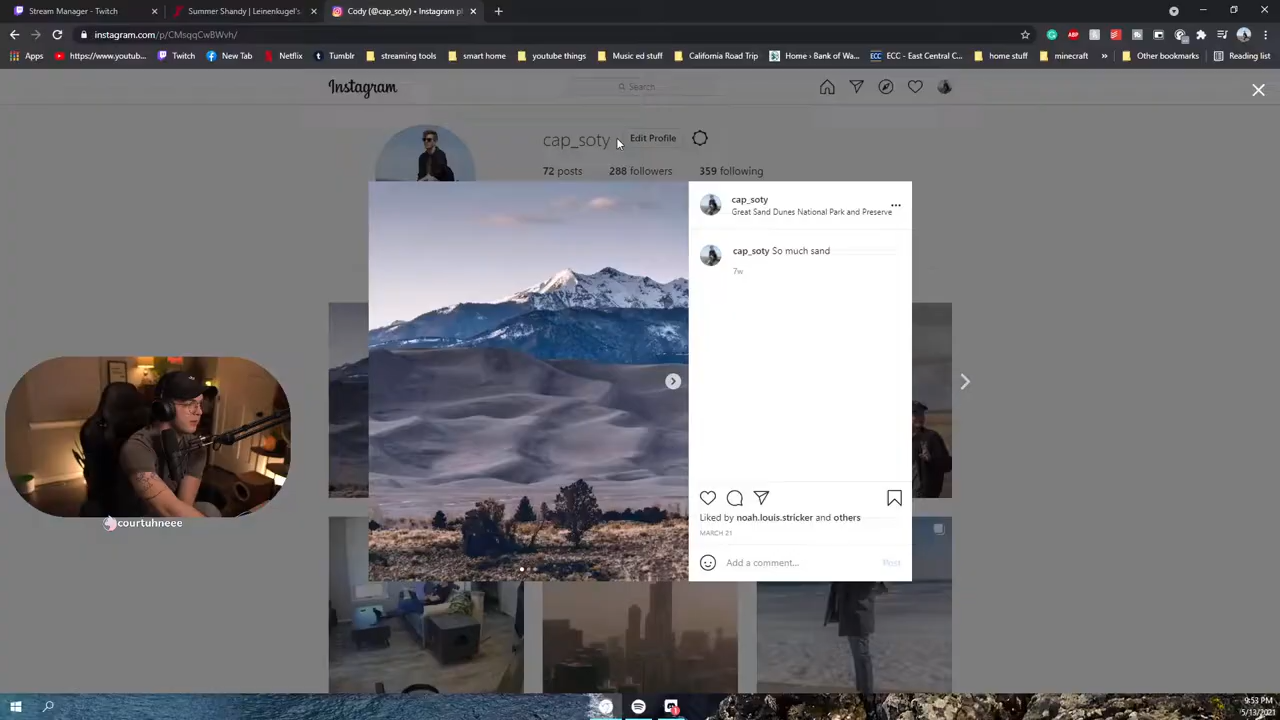 Stream Manager - Twitch
Summer Shandy | Leinenkugel's
Cody (@cap_soty) • Instagram p
instagram.com/p/CMsqqCwBWvh/
Apps
https://www.youtub...
Twitch
New Tab
Netflix
Tumblr
streaming tools
smart home
youtube things
Music ed stuff
California Road Trip
Home › Bank of Wa...
ECC - East Central C...
home stuff
minecraft
»
Other bookmarks
Reading list
Instagram
Search
cap_soty
Edit Profile
72 posts
288 followers
359 following
cap_soty
Great Sand Dunes National Park and Preserve
cap_soty So much sand
7w
courtuhneee
Liked by noah.louis.stricker and others
MARCH 21
Add a comment...
Post
9:53 PM
5/13/2021